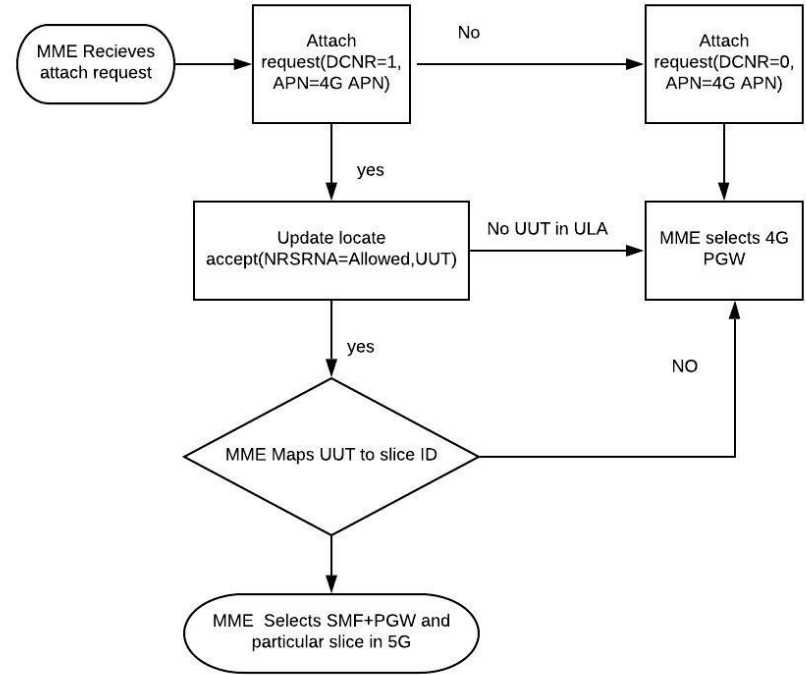 MME Recieves
attach request
Attach
request(DCNR=1,
APN=4G APN)
No
Attach
request(DCNR=0,
APN=4G APN)
yes
Update locate
accept(NRSRNA=Allowed,UUT)
No UUT in ULA
MME selects 4G
PGW
yes
NO
MME Maps UUT to slice ID
MME Selects SMF+PGW and
particular slice in 5G